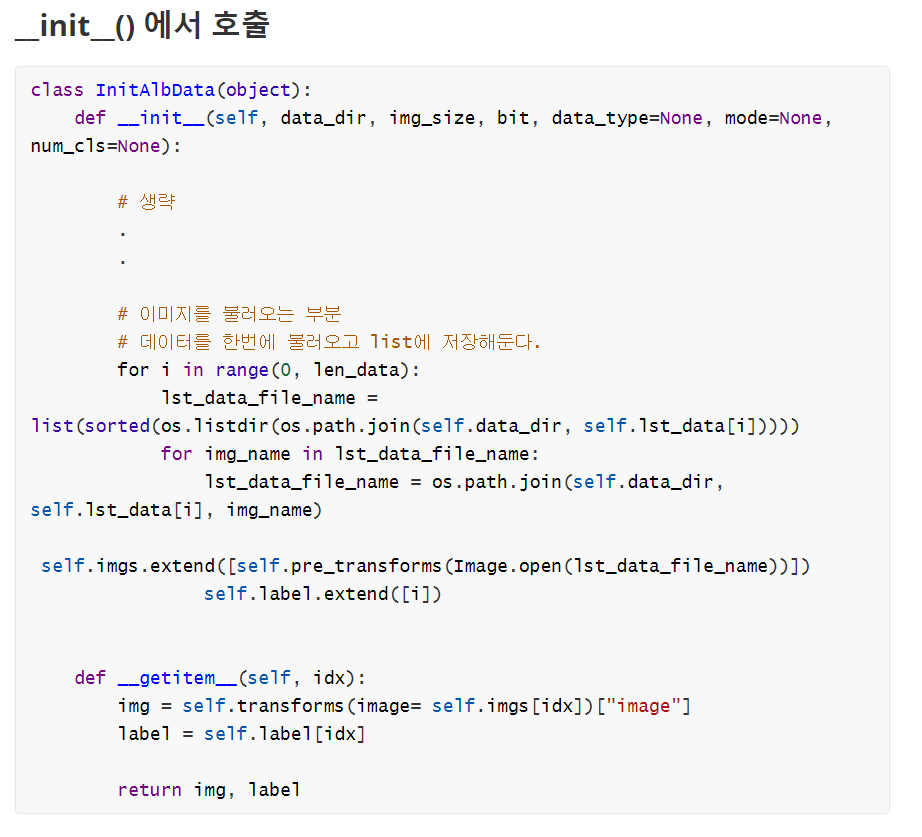 __init__() 에서 호출
class InitAlbData(object):
    def __init__(self, data_dir, img_size, bit, data_type=None, mode=None,
num_cls=None):
        # 생략
        .
        .
        # 이미지를 불러오는 부분
        # 데이터를 한번에 불러오고 list에 저장해둔다.
        for i in range(0, len_data):
            lst_data_file_name =
list(sorted(os.listdir(os.path.join(self.data_dir, self.lst_data[i]))))
            for img_name in lst_data_file_name:
                lst_data_file_name = os.path.join(self.data_dir,
self.lst_data[i], img_name)
 self.imgs.extend([self.pre_transforms(Image.open(lst_data_file_name))])
                self.label.extend([i])
    def __getitem__(self, idx):
        img = self.transforms(image= self.imgs[idx])["image"]
        label = self.label[idx]
        return img, label